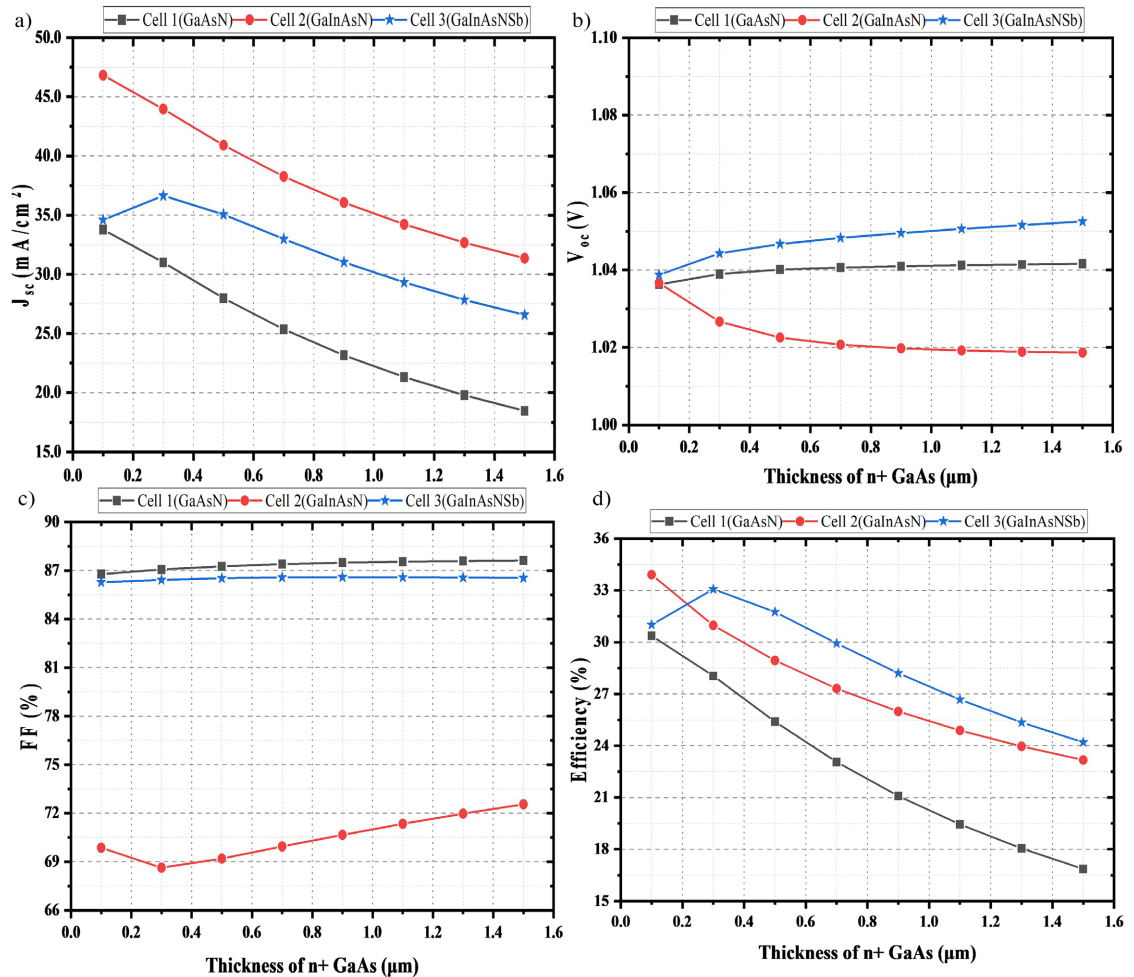 a)
Cell 1(GaAsN) Cell 2(GaInAsN) Cell 3(GaInAsNSb)
50.0
45.0
40.0
35.0
30.0
25.0
20.0
15.0
J sc (m A/cm²)
0.0 0.2 0.4 0.6 0.8 1.0 1.2 1.4 1.6
b)
Cell 1(GaAsN) Cell 2(GaInAsN) Cell 3(GaInAsNSb)
1.10
1.08
1.06
1.04
1.02
1.00
V oc (V)
0.0 0.2 0.4 0.6 0.8 1.0 1.2 1.4 1.6
Thickness of n+ GaAs (μm)
c)
Cell 1(GaAsN) Cell 2(GaInAsN) Cell 3(GaInAsNSb)
90
87
84
81
78
75
72
69
66
FF (%)
0.0 0.2 0.4 0.6 0.8 1.0 1.2 1.4 1.6
Thickness of n+ GaAs (μm)
d)
Cell 1(GaAsN) Cell 2(GaInAsN) Cell 3(GaInAsNSb)
36
33
30
27
24
21
18
15
Efficiency (%)
0.0 0.2 0.4 0.6 0.8 1.0 1.2 1.4 1.6
Thickness of n+ GaAs (μm)